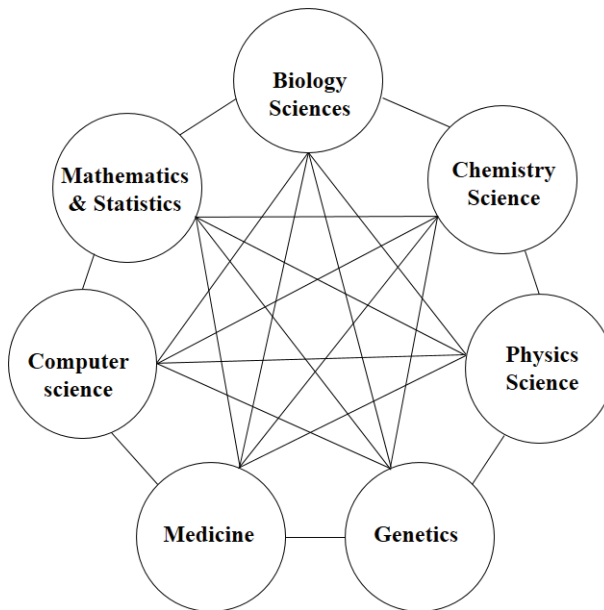 Biology
Sciences
Mathematics
& Statistics
Chemistry
Science
Computer
science
Physics
Science
Medicine
Genetics